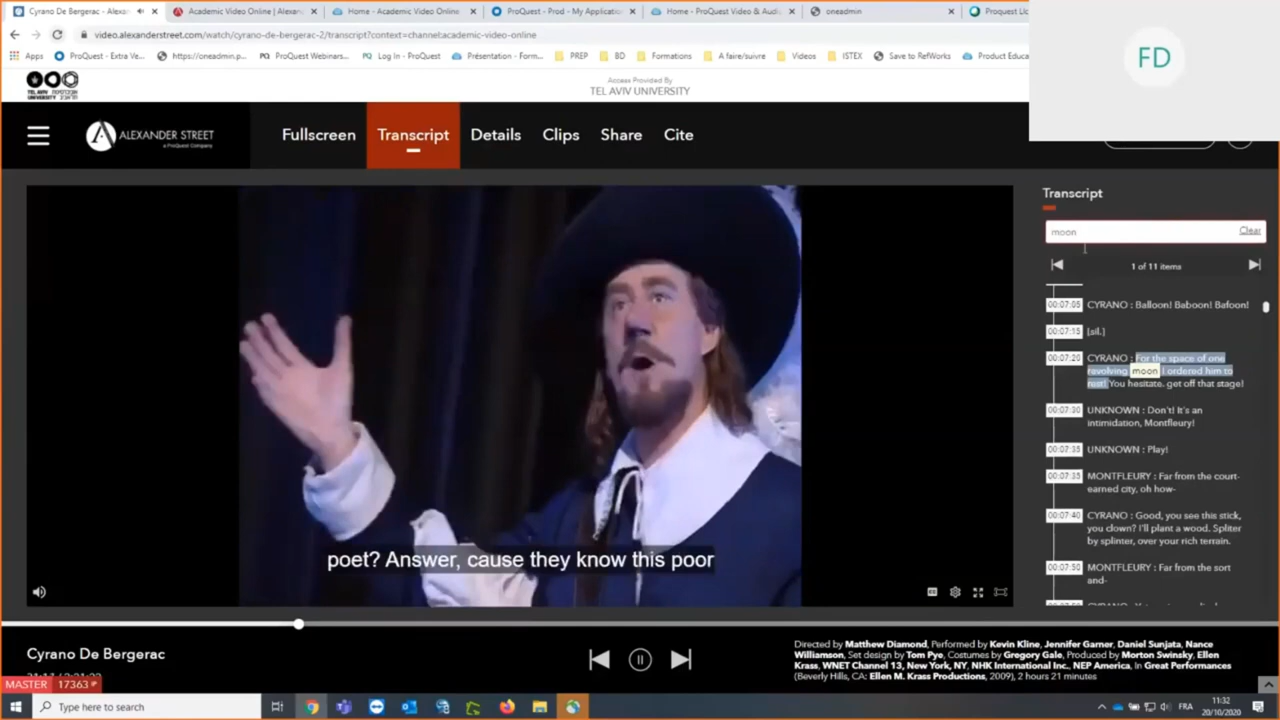 Cyrano De Bergerac - Alexan
Academic Video Online | Alexan
Home - Academic Video Online
ProQuest - Prod - My Application
Home - ProQuest Video & Audi
oneadmin
Proquest Lic
video.alexanderstreet.com/watch/cyrano-de-bergerac-2/transcript?context=channel:academic-video-online
Apps
ProQuest - Extra Ve...
https://oneadmin.p...
ProQuest Webinars...
Log In - ProQuest
Présentation - Form...
PREP
BD
Formations
A faire/suivre
Videos
ISTEX
Save to RefWorks
Product Educa
FD
TEL AVIV UNIVERSITY
Access Provided By
TEL AVIV UNIVERSITY
ALEXANDER STREET
a ProQuest Company
Fullscreen
Transcript
Details
Clips
Share
Cite
Transcript
moon
Clear
1 of 11 items
00:07:05 CYRANO : Balloon! Baboon! Bafoon!
00:07:15 [sil.]
00:07:20 CYRANO : For the space of one
revolving moon I ordered him to
rest! You hesitate. get off that stage!
00:07:30 UNKNOWN : Don't! It's an
intimidation, Montfleury!
00:07:35 UNKNOWN : Play!
00:07:35 MONTFLEURY : Far from the court-
earned city, oh how-
00:07:40 CYRANO : Good, you see this stick,
you clown? I'll plant a wood. Spliter
by splinter, over your rich terrain.
00:07:50 MONTFLEURY : Far from the sort
and-
poet? Answer, cause they know this poor
Cyrano De Bergerac
Directed by Matthew Diamond, Performed by Kevin Kline, Jennifer Garner, Daniel Sunjata, Nance
Williamson, Set design by Tom Pye, Costumes by Gregory Gale, Produced by Morton Swinsky, Ellen
Krass, WNET Channel 13, New York, NY, NHK International Inc., NEP America, In Great Performances
(Beverly Hills, CA: Ellen M. Krass Productions, 2009), 2 hours 21 minutes
MASTER 17363
Type here to search
FRA
11:32
20/10/2020